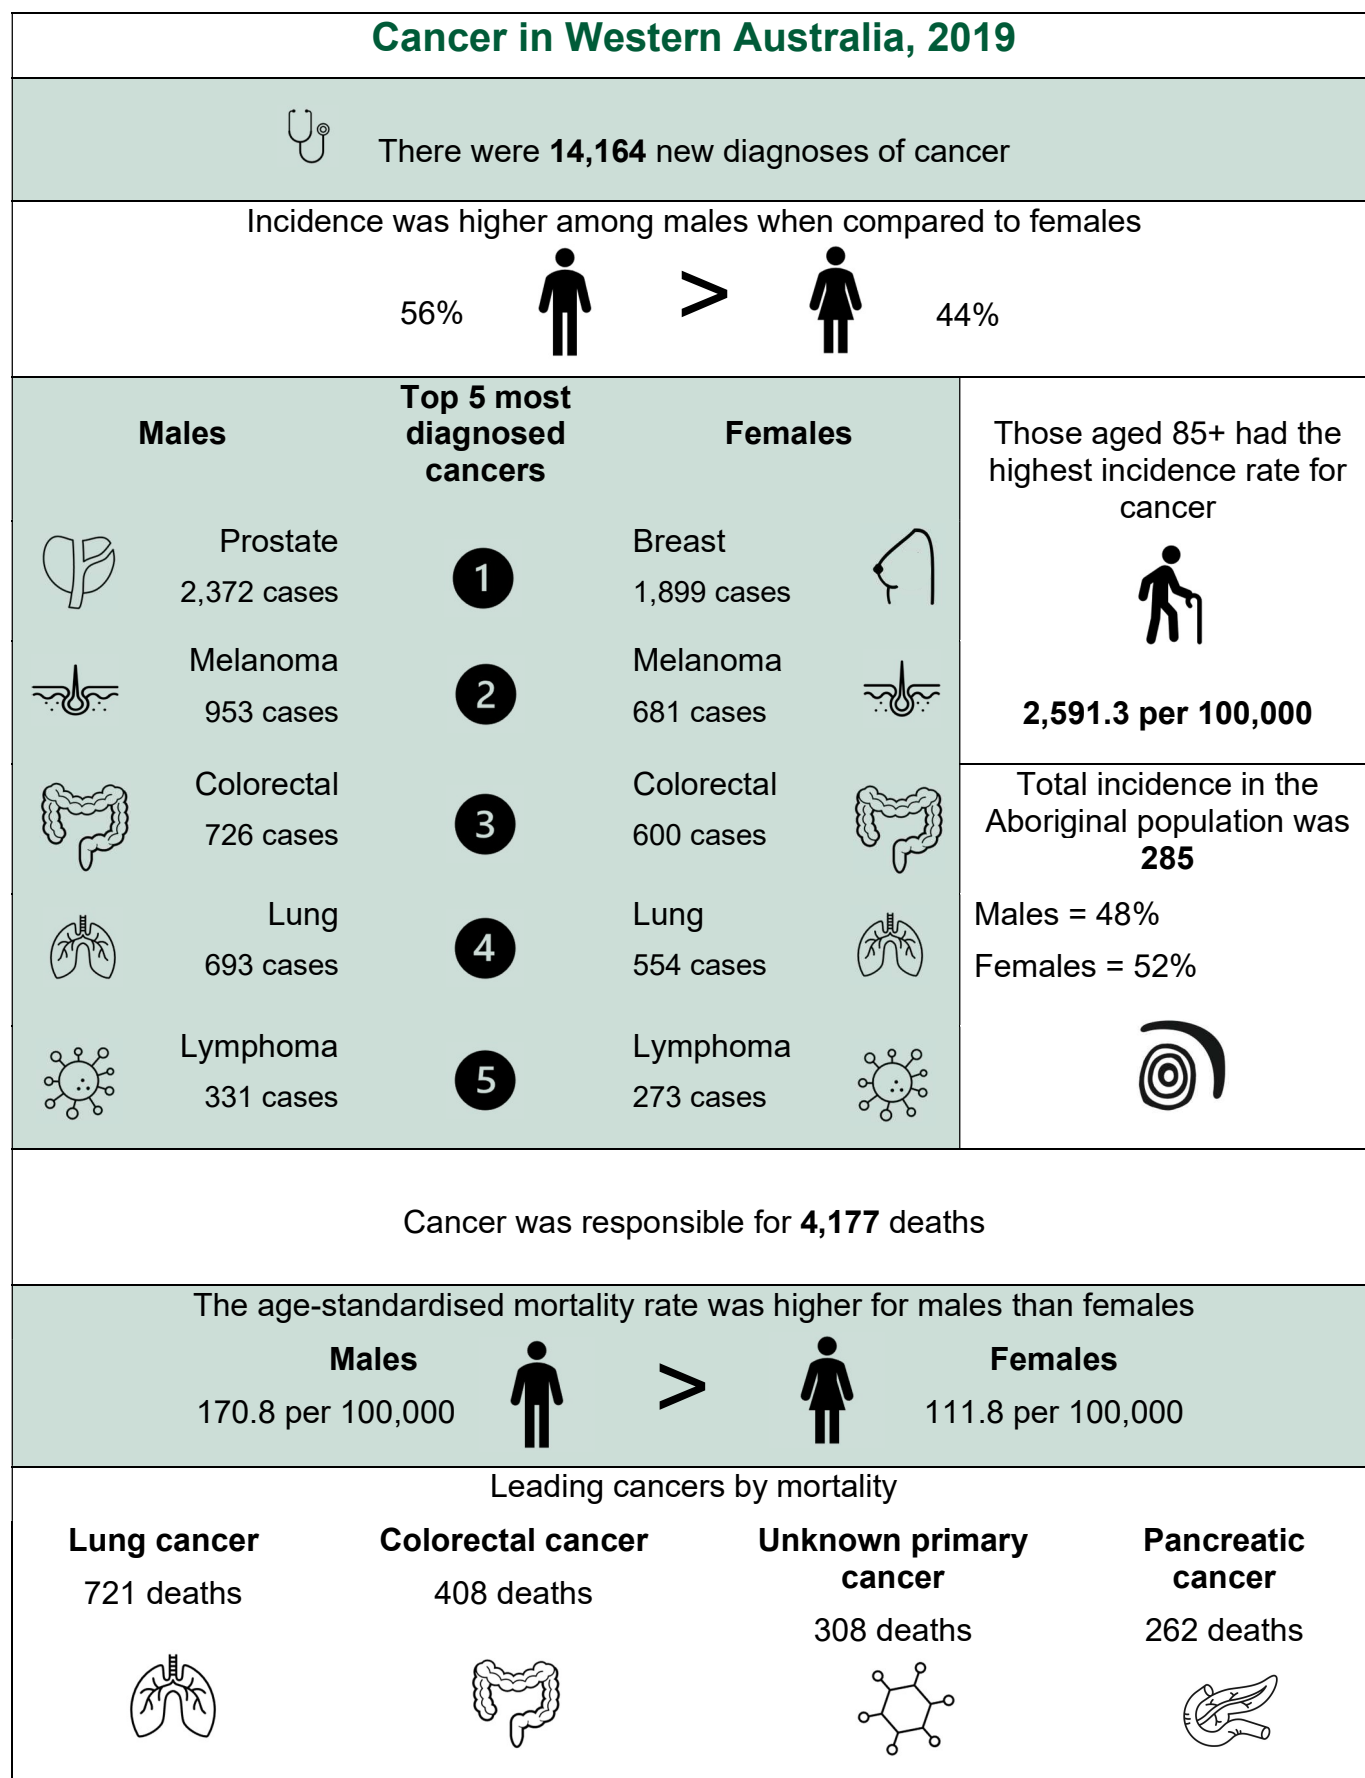 Cancer in Western Australia, 2019
There were 14,164 new diagnoses of cancer
Incidence was higher among males when compared to females
56%
>
44%
Males
Top 5 most
diagnosed
cancers
Females
Prostate
2,372 cases
1
Breast
1,899 cases
Melanoma
953 cases
2
Melanoma
681 cases
Colorectal
726 cases
3
Colorectal
600 cases
Lung
693 cases
4
Lung
554 cases
Lymphoma
331 cases
5
Lymphoma
273 cases
Those aged 85+ had the
highest incidence rate for
cancer
2,591.3 per 100,000
Total incidence in the
Aboriginal population was
285
Males = 48%
Females = 52%
Cancer was responsible for 4,177 deaths
The age-standardised mortality rate was higher for males than females
Males
170.8 per 100,000
>
Females
111.8 per 100,000
Leading cancers by mortality
Lung cancer
721 deaths
Colorectal cancer
408 deaths
Unknown primary
cancer
308 deaths
Pancreatic
cancer
262 deaths